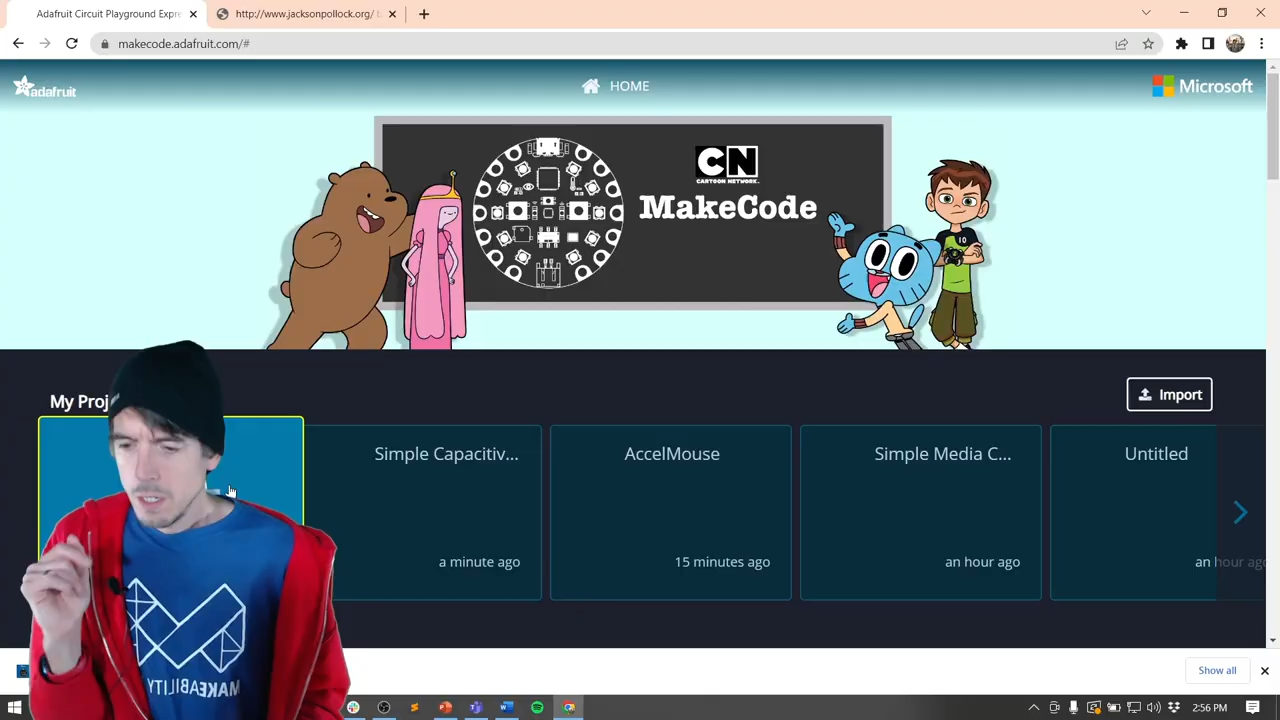 Adafruit Circuit Playground Expre
http://www.jacksonpollock.org/
makecode.adafruit.com/#
adafruit
HOME
Microsoft
CN
CARTOON NETWORK
MakeCode
10
My Proj
Import
Simple Capacitiv...
AccelMouse
Simple Media C...
Untitled
a minute ago
15 minutes ago
an hour ago
an hour ago
MAKEABILITY
Show all
2:56 PM